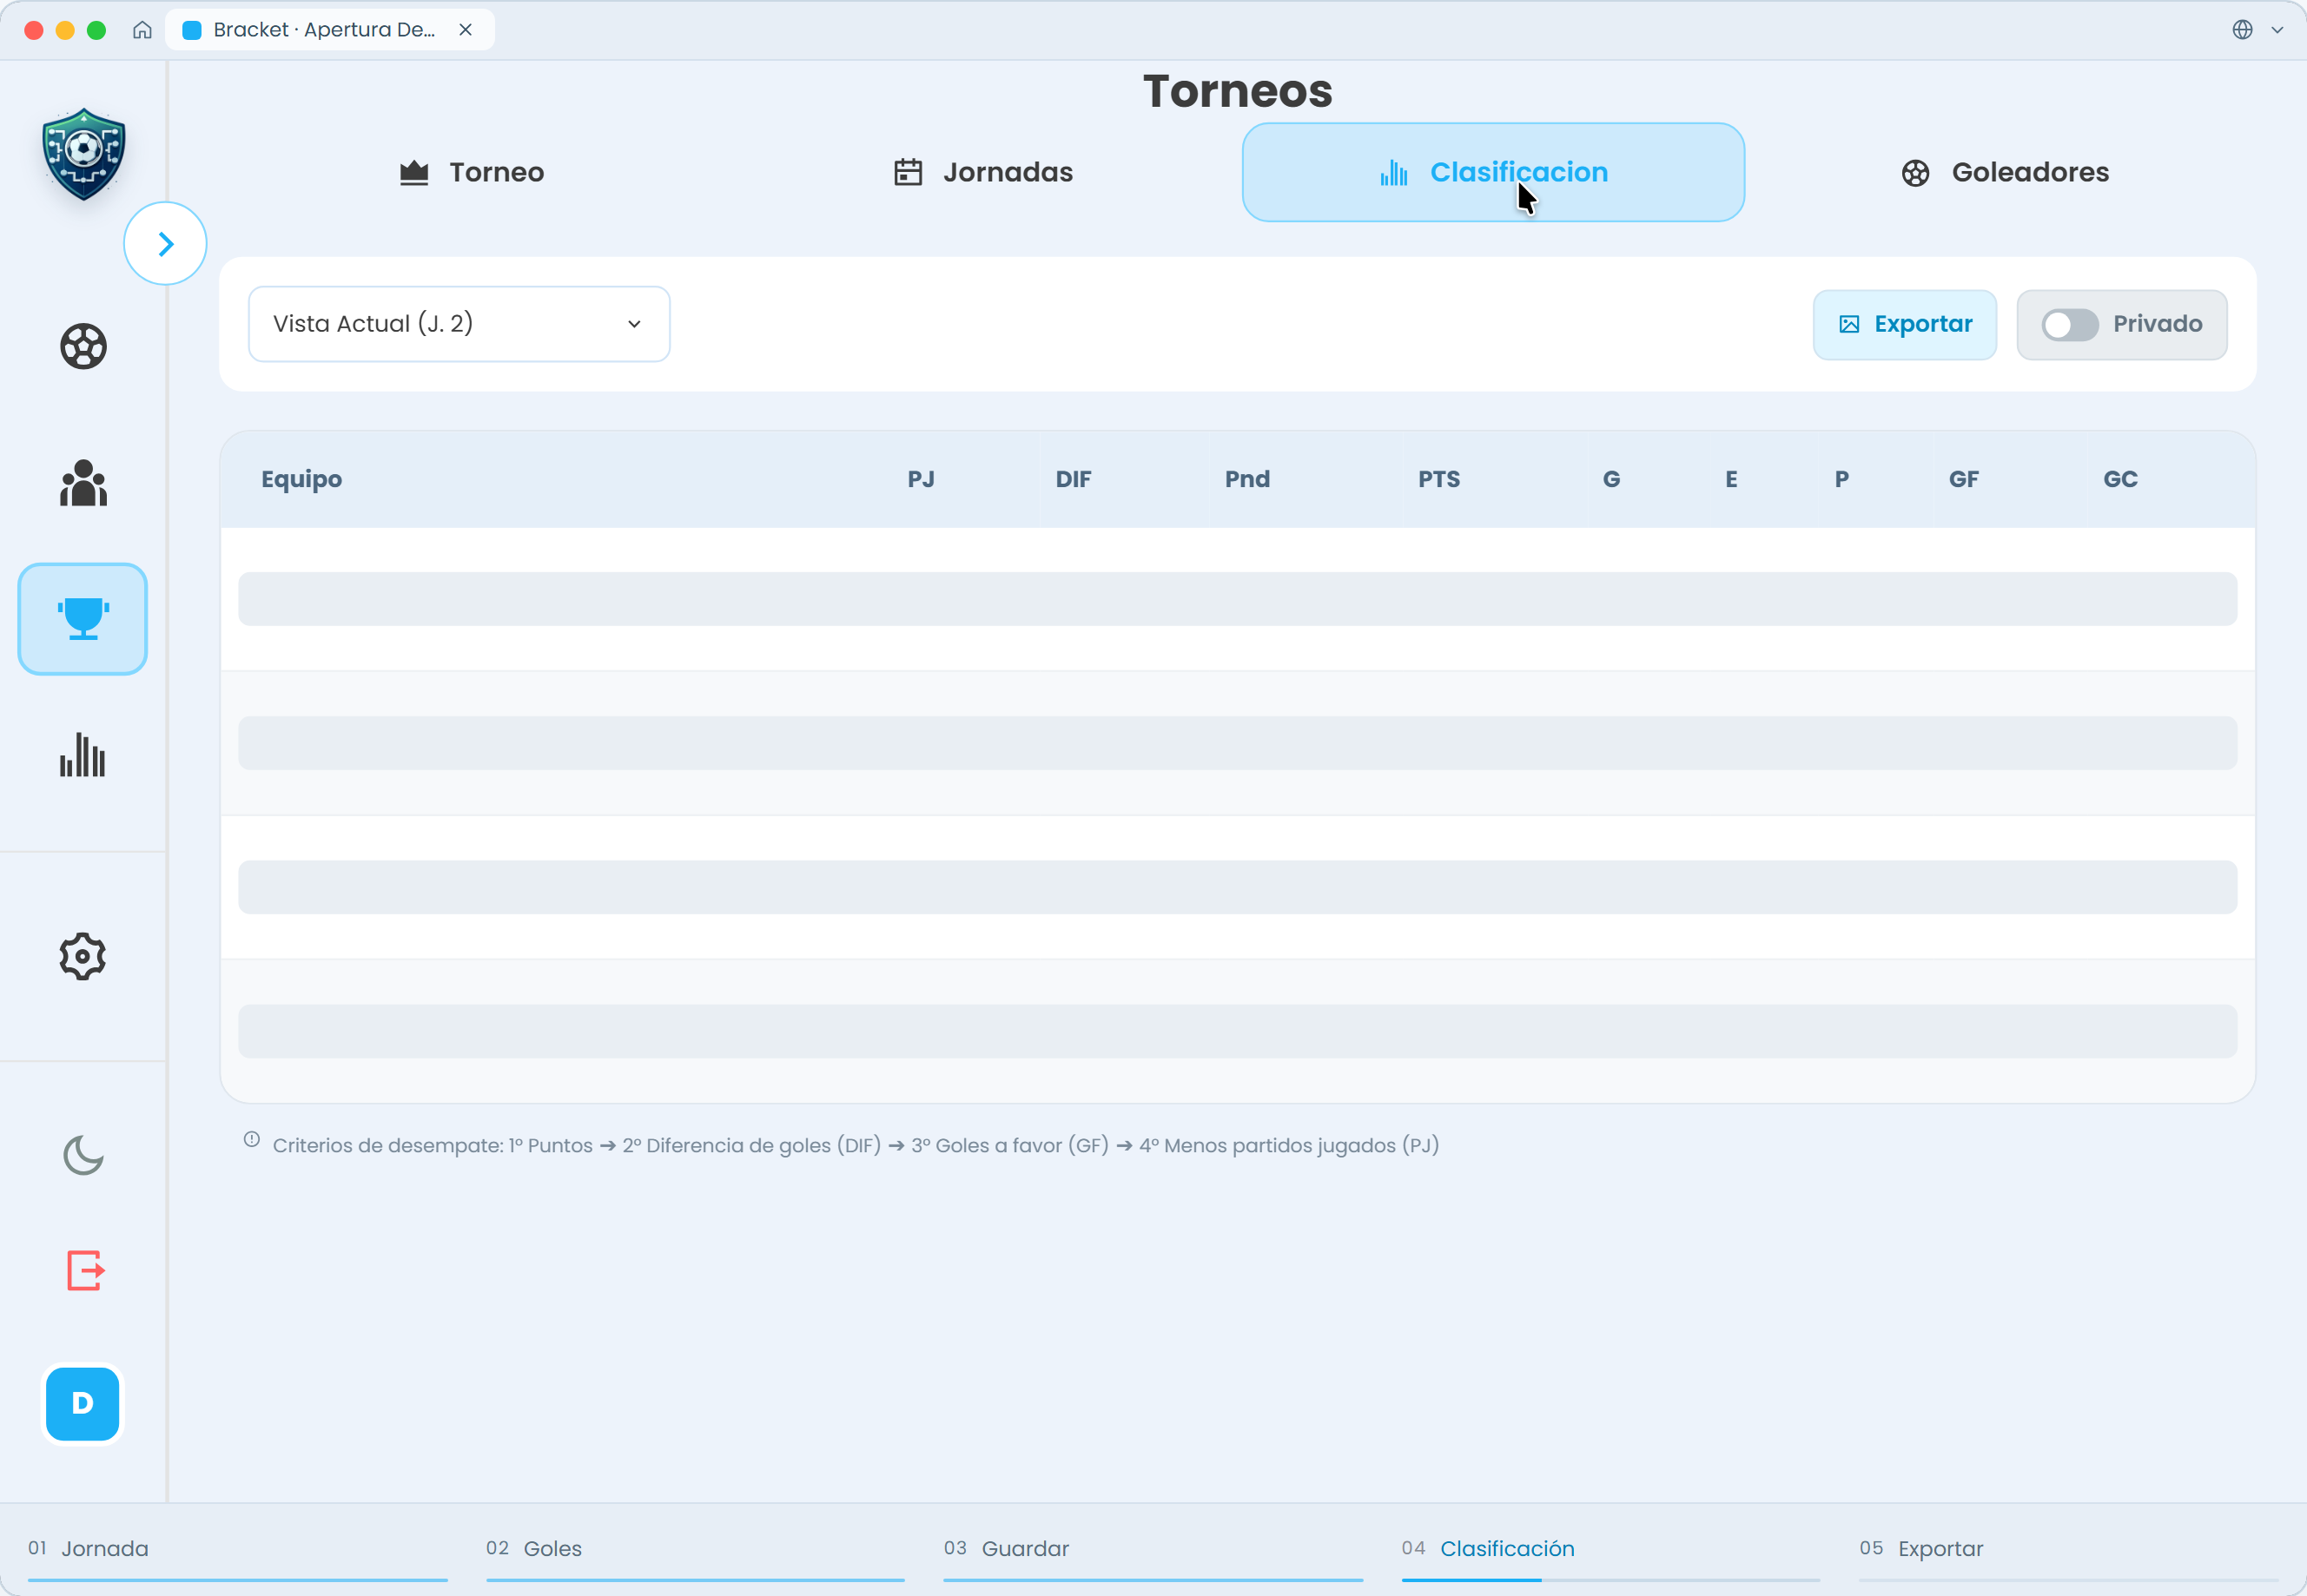 Bracket · Apertura De...
Torneos
Torneo
Jornadas
Clasificacion
Goleadores
Vista Actual (J. 2)
Exportar
Privado
Equipo PJ DIF Pnd PTS G E P GF GC
Criterios de desempate: 1º Puntos ➔ 2º Diferencia de goles (DIF) ➔ 3º Goles a favor (GF) ➔ 4º Menos partidos jugados (PJ)
D
01 Jornada
02 Goles
03 Guardar
04 Clasificación
05 Exportar